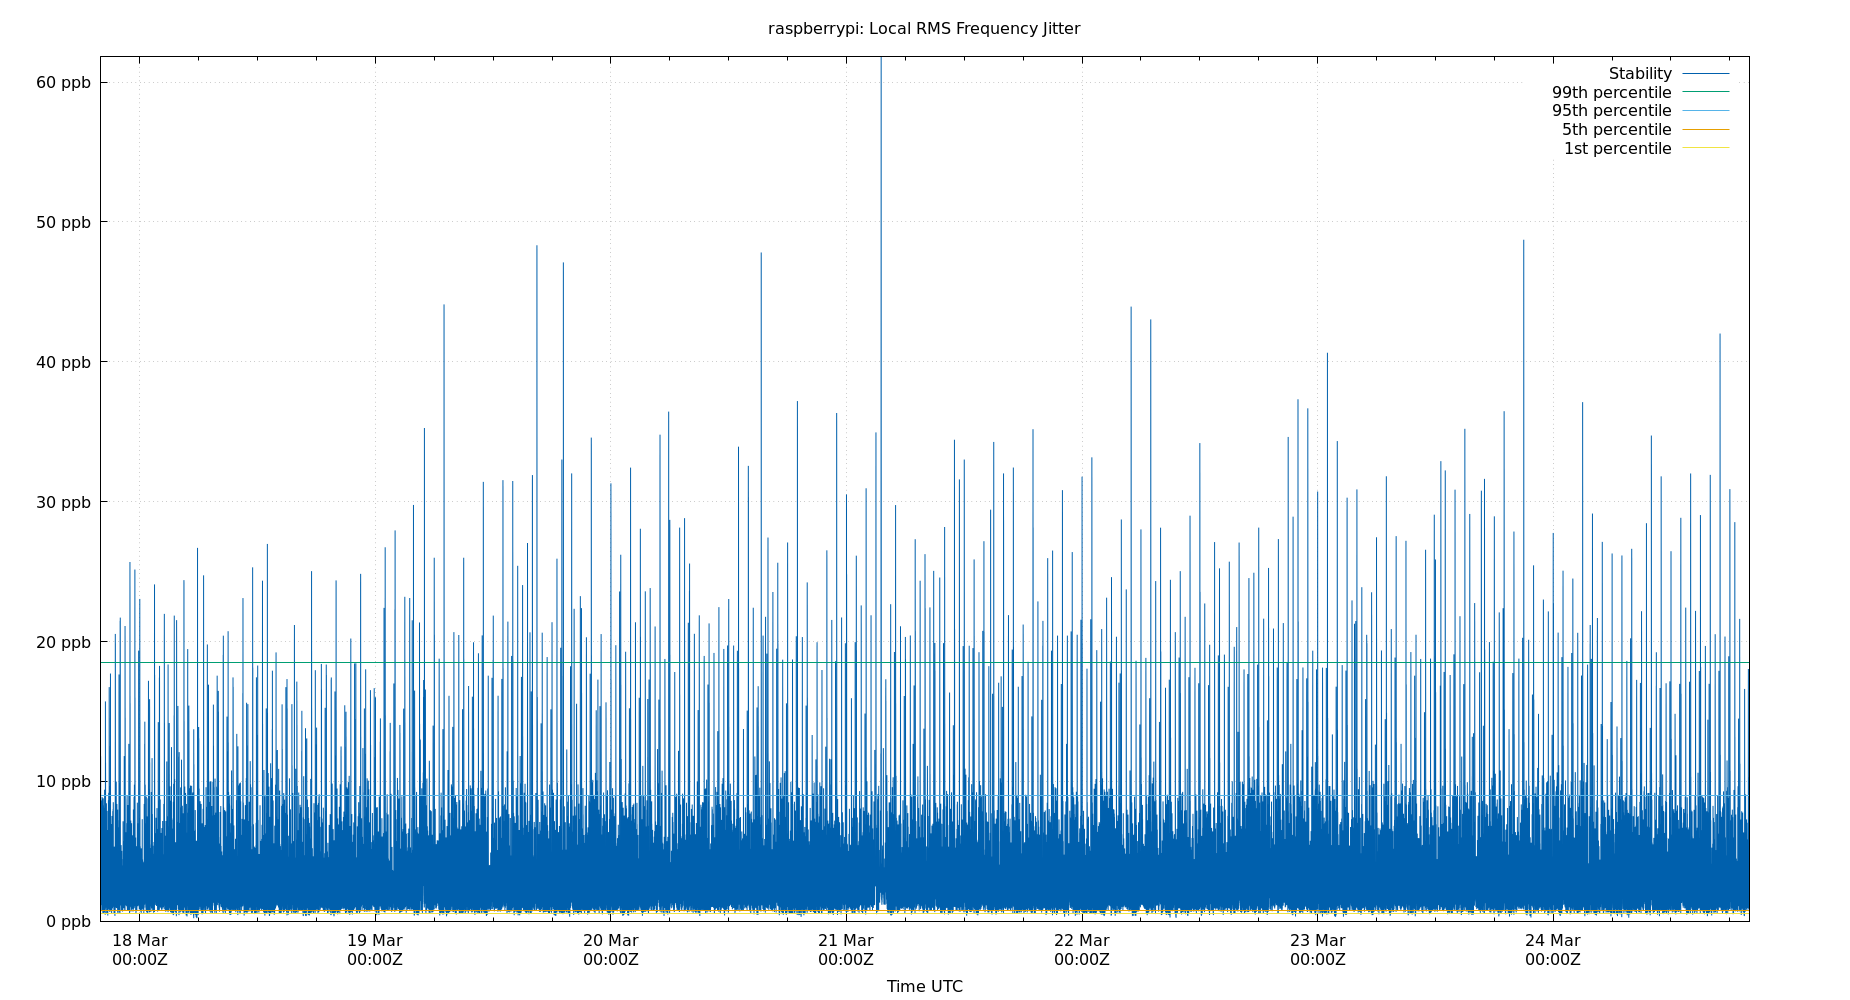 raspberrypi: Local RMS Frequency Jitter
60 ppb
50 ppb
40 ppb
30 ppb
20 ppb
10 ppb
0 ppb
Stability
99th percentile
95th percentile
5th percentile
1st percentile
18 Mar 19 Mar 20 Mar 21 Mar 22 Mar 23 Mar 24 Mar
00:00Z 00:00Z 00:00Z 00:00Z 00:00Z 00:00Z 00:00Z
Time UTC